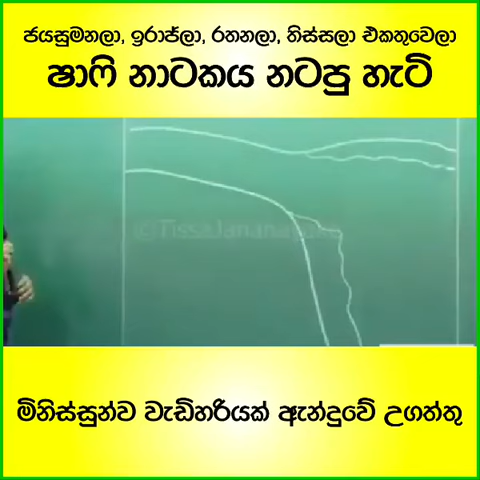 ජයසුමනලා, ඉරාජ්ලා, රතනලා, තිස්සලා එකතුවෙලා
ෂාෆි නාටකය නටපු හැටි
මිනිස්සුන්ව වැඩිහරියක් ඇන්දුවේ උගත්තු